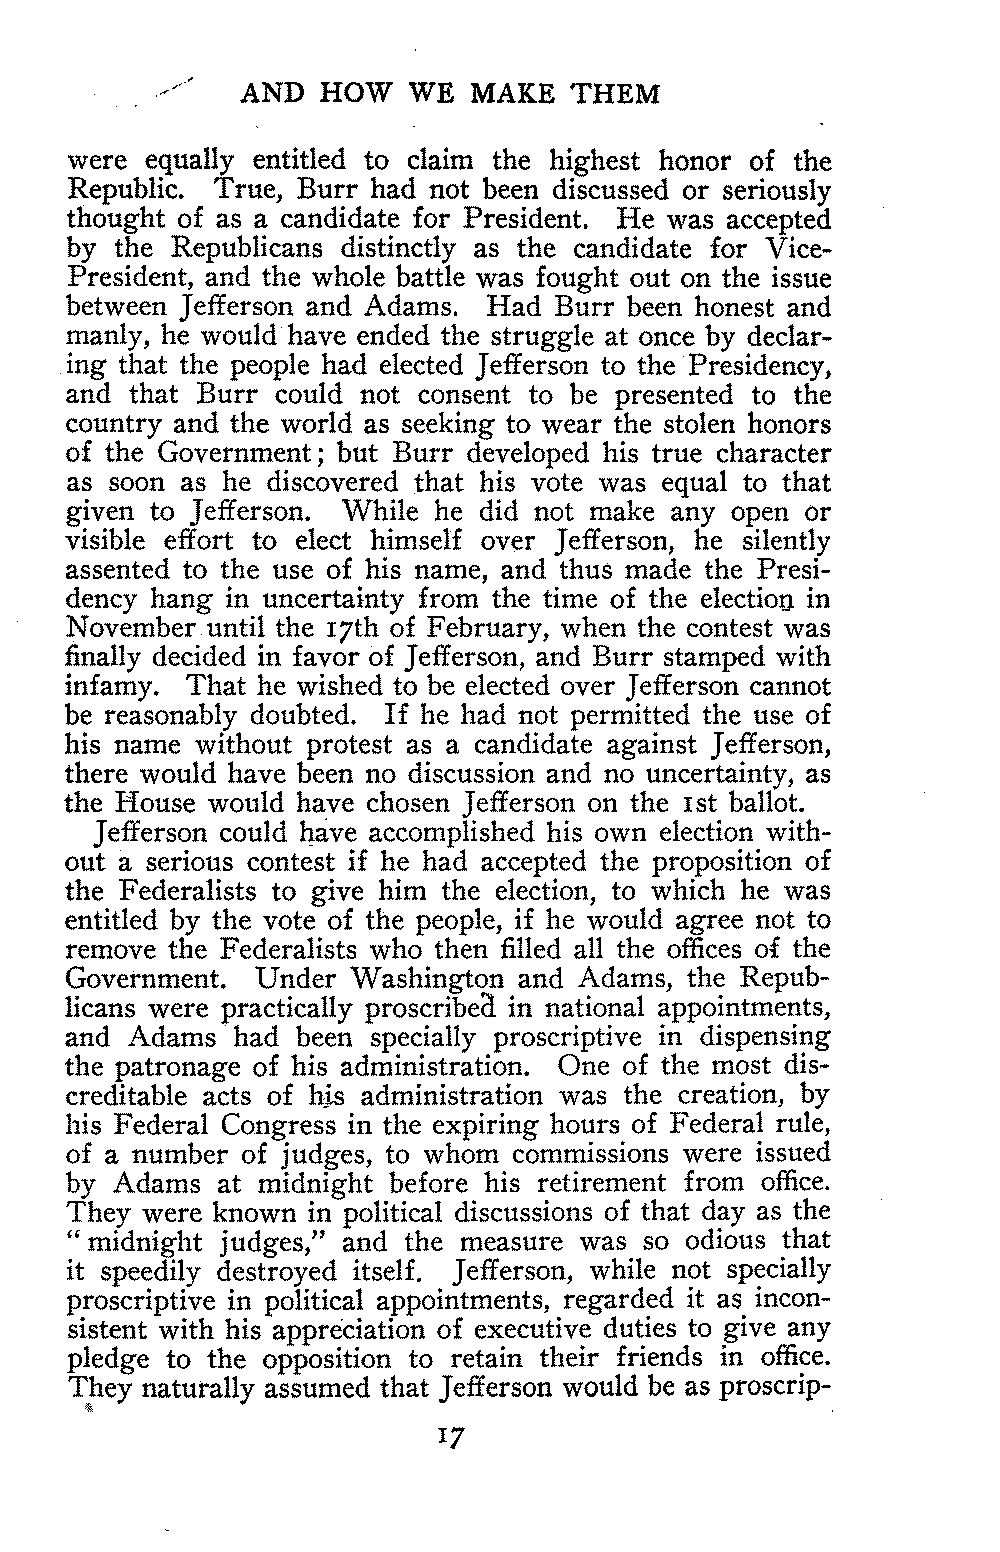 AND HOW WE MAKE THEM
were equally entitled to claim the highest honor of the
Republic. True, Burr had not been discussed or seriously
thought of as a candidate for President. He was accepted
by the Republicans distinctly as the candidate for Vice-
President, and the whole battle was fought out on the issue
between Jefferson and Adams. Had Burr been honest and
manly, he would have ended the struggle at once by declar-
ing that the people had elected Jefferson to the Presidency,
and that Burr could not consent to be presented to the
country and the world as seeking to wear the stolen honors
of the Government; but Burr developed his true character
as soon as he discovered that his vote was equal to that
given to Jefferson. While he did not make any open or
visible effort to elect himself over Jefferson, he silently
assented to the use of his name, and thus made the Presi-
dency hang in uncertainty from the time of the election in
November until the 17th of February, when the contest was
finally decided in favor of Jefferson, and Burr stamped with
infamy. That he wished to be elected over Jefferson cannot
be reasonably doubted. If he had not permitted the use of
his name without protest as a candidate against Jefferson,
there would have been no discussion and no uncertainty, as
the House would have chosen Jefferson on the 1st ballot.
Jefferson could have accomplished his own election with-
out a serious contest if he had accepted the proposition of
the Federalists to give him the election, to which he was
entitled by the vote of the people, if he would agree not to
remove the Federalists who then filled all the offices of the
Government. Under Washington and Adams, the Repub-
licans were practically proscribed in national appointments,
and Adams had been specially proscriptive in dispensing
the patronage of his administration. One of the most dis-
creditable acts of his administration was the creation, by
his Federal Congress in the expiring hours of Federal rule,
of a number of judges, to whom commissions were issued
by Adams at midnight before his retirement from office.
They were known in political discussions of that day as the
"midnight judges," and the measure was so odious that
it speedily destroyed itself. Jefferson, while not specially
proscriptive in political appointments, regarded it as incon-
sistent with his appreciation of executive duties to give any
pledge to the opposition to retain their friends in office.
They naturally assumed that Jefferson would be as proscrip-
17